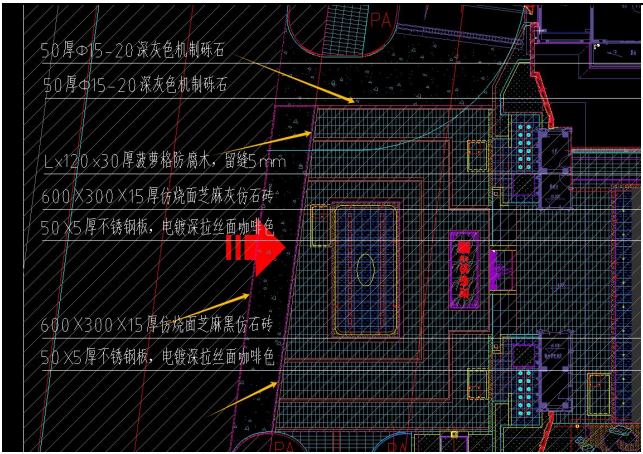 50厚Φ15-20深灰色机制砾石
50厚Φ15-20深灰色机制砾石
Lx120x30厚菠萝格防腐木，留缝5mm
600X300X15厚仿烧面芝麻灰仿石砖
50X5厚不锈钢板，电镀深拉丝面咖啡色
600X300X15厚仿烧面芝麻黑仿石砖
50X5厚不锈钢板，电镀深拉丝面咖啡色
PA
PA
PA